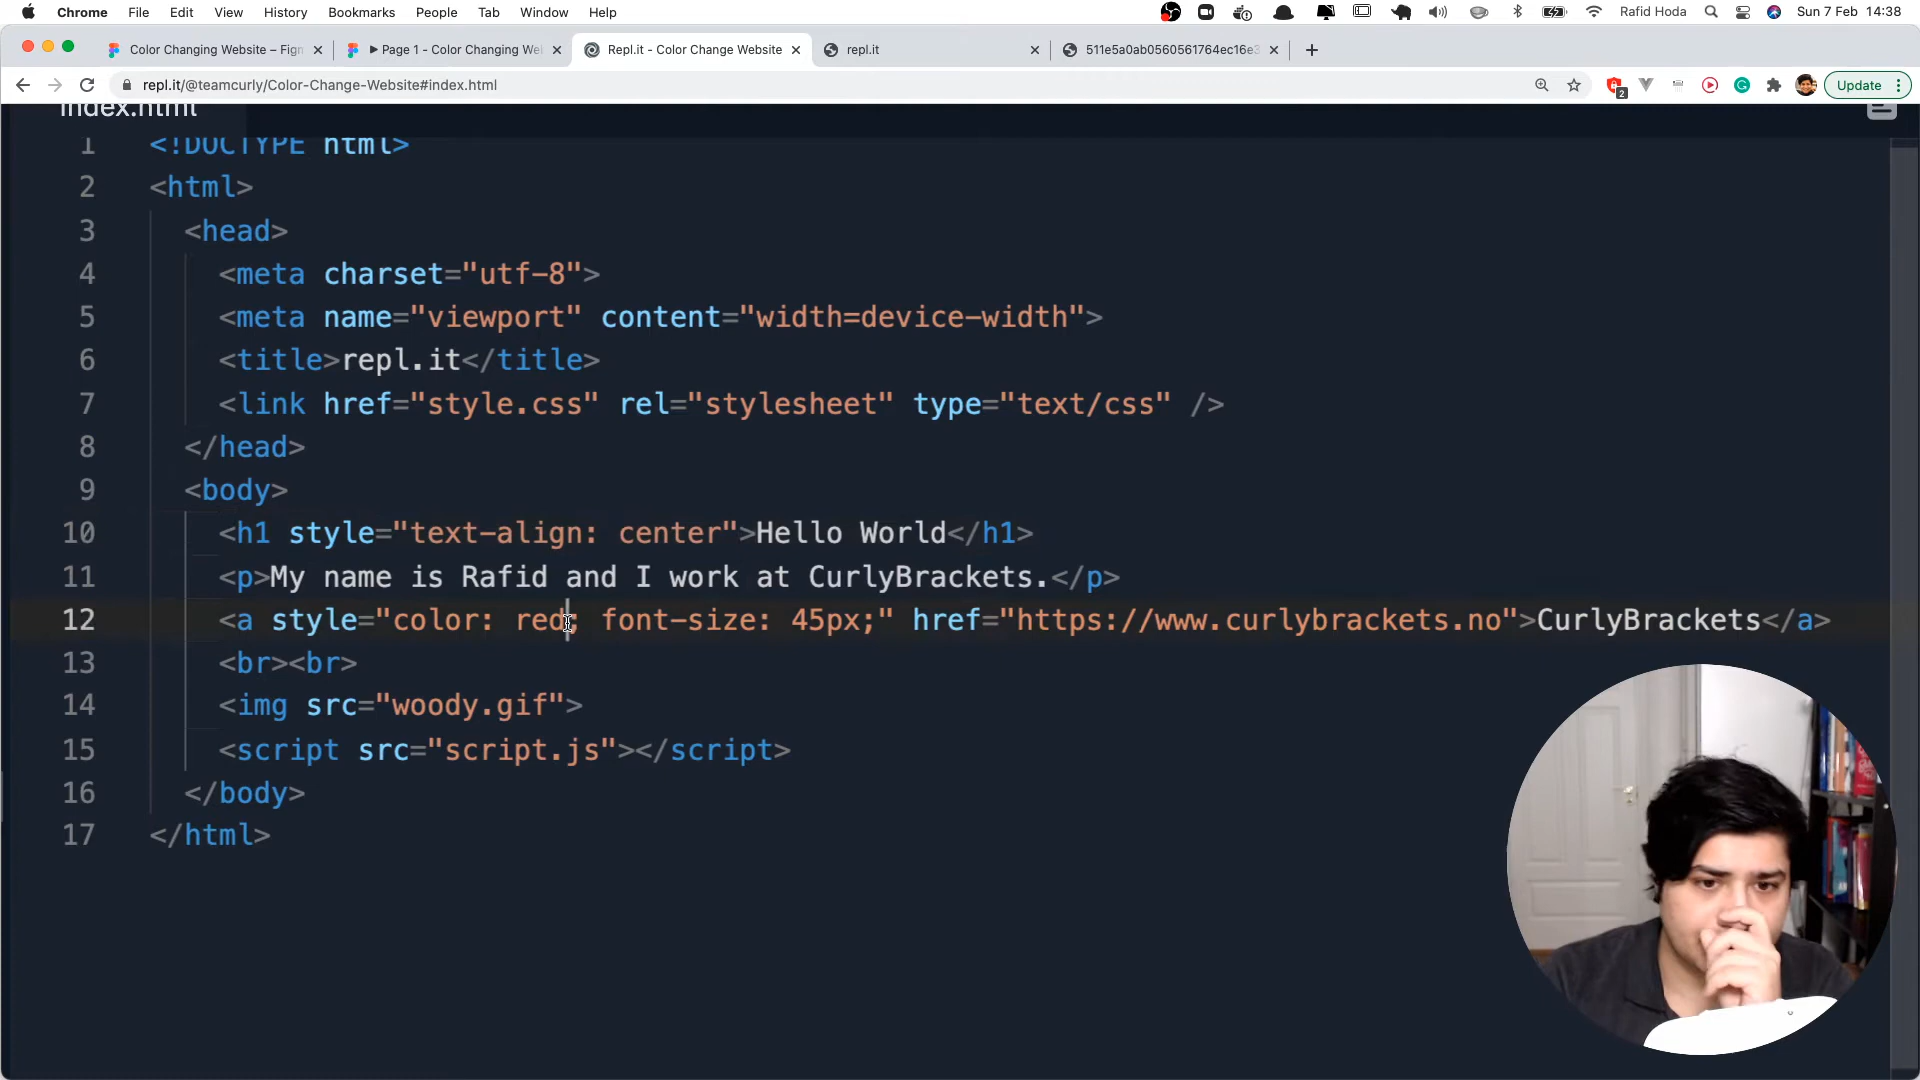 Chrome File Edit View History Bookmarks People Tab Window Help Rafid Hoda Sun 7 Feb 14:38
Color Changing Website – Figm Page 1 - Color Changing Web Repl.it - Color Change Website repl.it 511e5a0ab0560561764ec16e3
repl.it/@teamcurly/Color-Change-Website#index.html 2 Update
index.html
1 <!DOCTYPE html>
2 <html>
3 <head>
4 <meta charset="utf-8">
5 <meta name="viewport" content="width=device-width">
6 <title>repl.it</title>
7 <link href="style.css" rel="stylesheet" type="text/css" />
8 </head>
9 <body>
10 <h1 style="text-align: center">Hello World</h1>
11 <p>My name is Rafid and I work at CurlyBrackets.</p>
12 <a style="color: red; font-size: 45px;" href="https://www.curlybrackets.no">CurlyBrackets</a>
13 <br><br>
14 <img src="woody.gif">
15 <script src="script.js"></script>
16 </body>
17 </html>